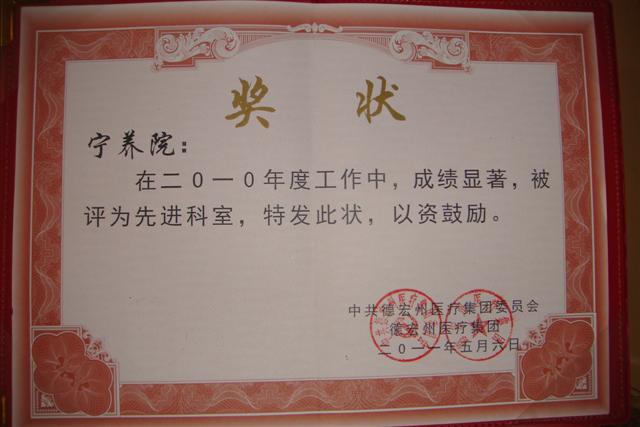 奖状
宁养院：
在二0一0年度工作中，成绩显著，被
评为先进科室，特发此状，以资鼓励。
中共德宏州医疗集团委员会
德宏州医疗集团
二0一一年五月六日